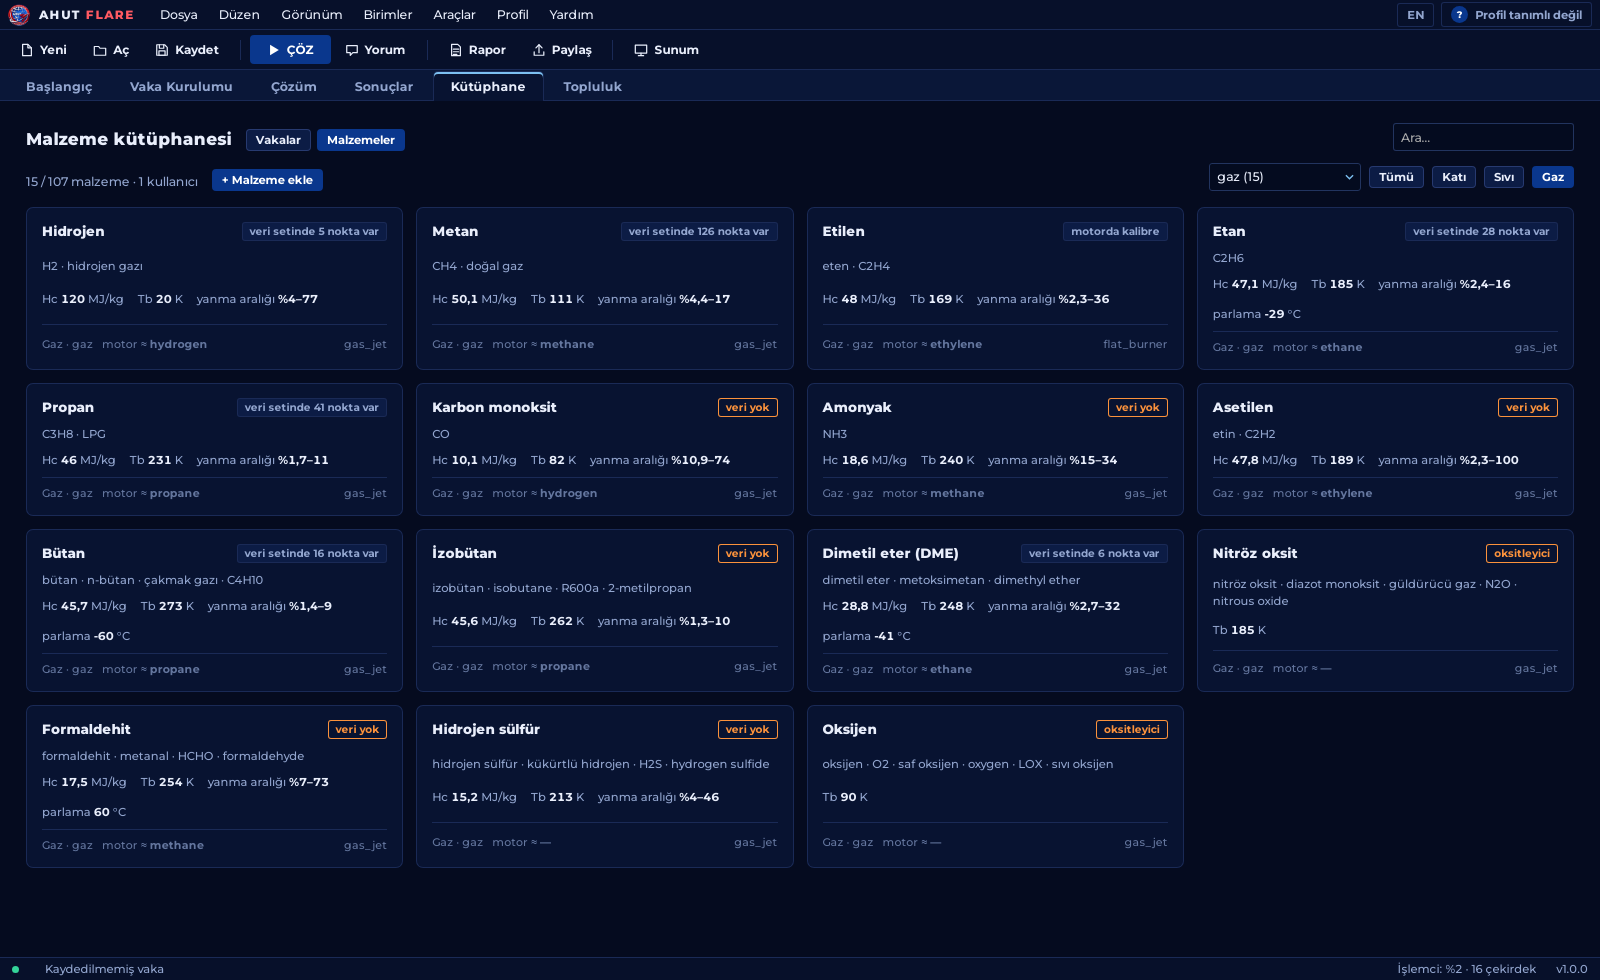 AHUT FLARE Dosya Düzen Görünüm Birimler Araçlar Profil Yardım EN ? Profil tanımlı değil
Yeni Aç Kaydet ÇÖZ Yorum Rapor Paylaş Sunum
Başlangıç Vaka Kurulumu Çözüm Sonuçlar Kütüphane Topluluk
Malzeme kütüphanesi Vakalar Malzemeler Ara...
15 / 107 malzeme · 1 kullanıcı + Malzeme ekle gaz (15) Tümü Katı Sıvı Gaz
Hidrojen veri setinde 5 nokta var
H2 · hidrojen gazı
Hc 120 MJ/kg Tb 20 K yanma aralığı %4–77
Gaz · gaz motor ≈ hydrogen gas_jet
Metan veri setinde 126 nokta var
CH4 · doğal gaz
Hc 50,1 MJ/kg Tb 111 K yanma aralığı %4,4–17
Gaz · gaz motor ≈ methane gas_jet
Etilen motorda kalibre
eten · C2H4
Hc 48 MJ/kg Tb 169 K yanma aralığı %2,3–36
Gaz · gaz motor ≈ ethylene flat_burner
Etan veri setinde 28 nokta var
C2H6
Hc 47,1 MJ/kg Tb 185 K yanma aralığı %2,4–16
parlama -29 °C
Gaz · gaz motor ≈ ethane gas_jet
Propan veri setinde 41 nokta var
C3H8 · LPG
Hc 46 MJ/kg Tb 231 K yanma aralığı %1,7–11
Gaz · gaz motor ≈ propane gas_jet
Karbon monoksit veri yok
CO
Hc 10,1 MJ/kg Tb 82 K yanma aralığı %10,9–74
Gaz · gaz motor ≈ hydrogen gas_jet
Amonyak veri yok
NH3
Hc 18,6 MJ/kg Tb 240 K yanma aralığı %15–34
Gaz · gaz motor ≈ methane gas_jet
Asetilen veri yok
etin · C2H2
Hc 47,8 MJ/kg Tb 189 K yanma aralığı %2,3–100
Gaz · gaz motor ≈ ethylene gas_jet
Bütan veri setinde 16 nokta var
bütan · n-bütan · çakmak gazı · C4H10
Hc 45,7 MJ/kg Tb 273 K yanma aralığı %1,4–9
parlama -60 °C
Gaz · gaz motor ≈ propane gas_jet
İzobütan veri yok
izobütan · isobutane · R600a · 2-metilpropan
Hc 45,6 MJ/kg Tb 262 K yanma aralığı %1,3–10
Gaz · gaz motor ≈ propane gas_jet
Dimetil eter (DME) veri setinde 6 nokta var
dimetil eter · metoksimetan · dimethyl ether
Hc 28,8 MJ/kg Tb 248 K yanma aralığı %2,7–32
parlama -41 °C
Gaz · gaz motor ≈ ethane gas_jet
Nitröz oksit oksitleyici
nitröz oksit · diazot monoksit · güldürücü gaz · N2O ·
nitrous oxide
Tb 185 K
Gaz · gaz motor ≈ — gas_jet
Formaldehit veri yok
formaldehit · metanal · HCHO · formaldehyde
Hc 17,5 MJ/kg Tb 254 K yanma aralığı %7–73
parlama 60 °C
Gaz · gaz motor ≈ methane gas_jet
Hidrojen sülfür veri yok
hidrojen sülfür · kükürtlü hidrojen · H2S · hydrogen sulfide
Hc 15,2 MJ/kg Tb 213 K yanma aralığı %4–46
Gaz · gaz motor ≈ — gas_jet
Oksijen oksitleyici
oksijen · O2 · saf oksijen · oxygen · LOX · sıvı oksijen
Tb 90 K
Gaz · gaz motor ≈ — gas_jet
Kaydedilmemiş vaka İşlemci: %2 · 16 çekirdek v1.0.0